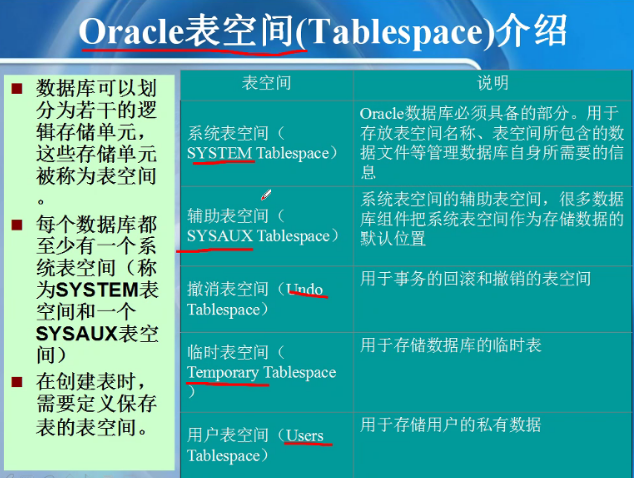 Oracle表空间(Tablespace)介绍
数据库可以划
分为若干的逻
辑存储单元，
这些存储单元
被称为表空间
。
每个数据库都
至少有一个系
统表空间（称
为SYSTEM表
空间和一个
SYSAUX表空
间）
在创建表时，
需要定义保存
表的表空间。
表空间
说明
系统表空间（
SYSTEM Tablespace）
Oracle数据库必须具备的部分。用于
存放表空间名称、表空间所包含的数
据文件等管理数据库自身所需要的信
息
辅助表空间（
SYSAUX Tablespace）
系统表空间的辅助表空间，很多数据
库组件把系统表空间作为存储数据的
默认位置
撤消表空间（Undo
Tablespace）
用于事务的回滚和撤销的表空间
临时表空间（
Temporary Tablespace
）
用于存储数据库的临时表
用户表空间（Users
Tablespace）
用于存储用户的私有数据